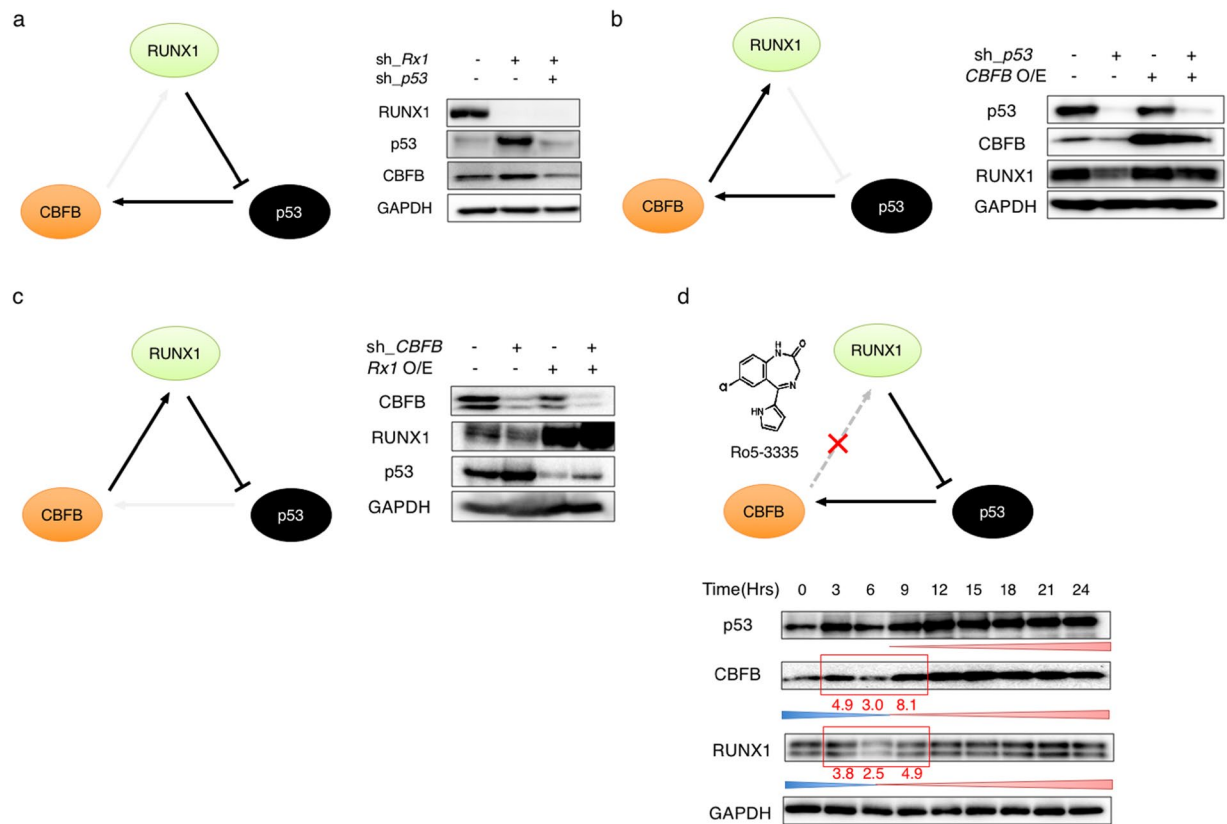 a
RUNX1
CBFB
p53
sh_Rx1 - + +
sh_p53 - - +
RUNX1
p53
CBFB
GAPDH
b
RUNX1
CBFB
p53
sh_p53 - + - +
CBFB O/E - - + +
p53
CBFB
RUNX1
GAPDH
c
RUNX1
CBFB
p53
sh_CBFB - + - +
Rx1 O/E - - + +
CBFB
RUNX1
p53
GAPDH
d
H
N
O
Cl
N
HN
Ro5-3335
RUNX1
CBFB
p53
Time(Hrs) 0 3 6 9 12 15 18 21 24
p53
CBFB
4.9 3.0 8.1
RUNX1
3.8 2.5 4.9
GAPDH